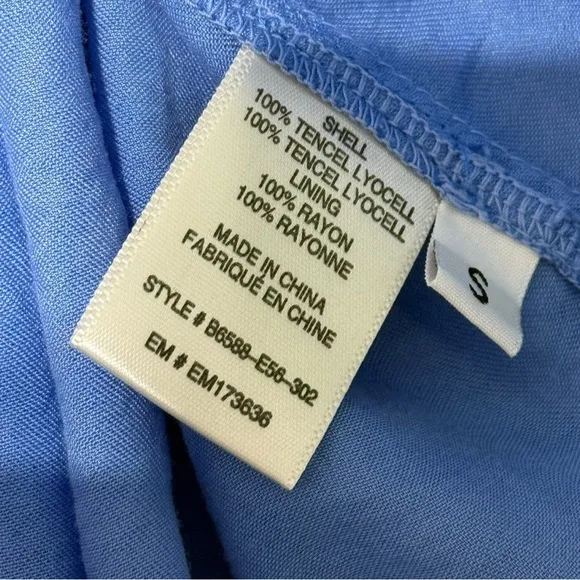 SHELL
100% TENCEL LYOCELL
100% TENCEL LYOCELL
LINING
100% RAYON
100% RAYONNE
MADE IN CHINA
FABRIQUÉ EN CHINE
STYLE # B6588-E56-302
EM # EM173636
S